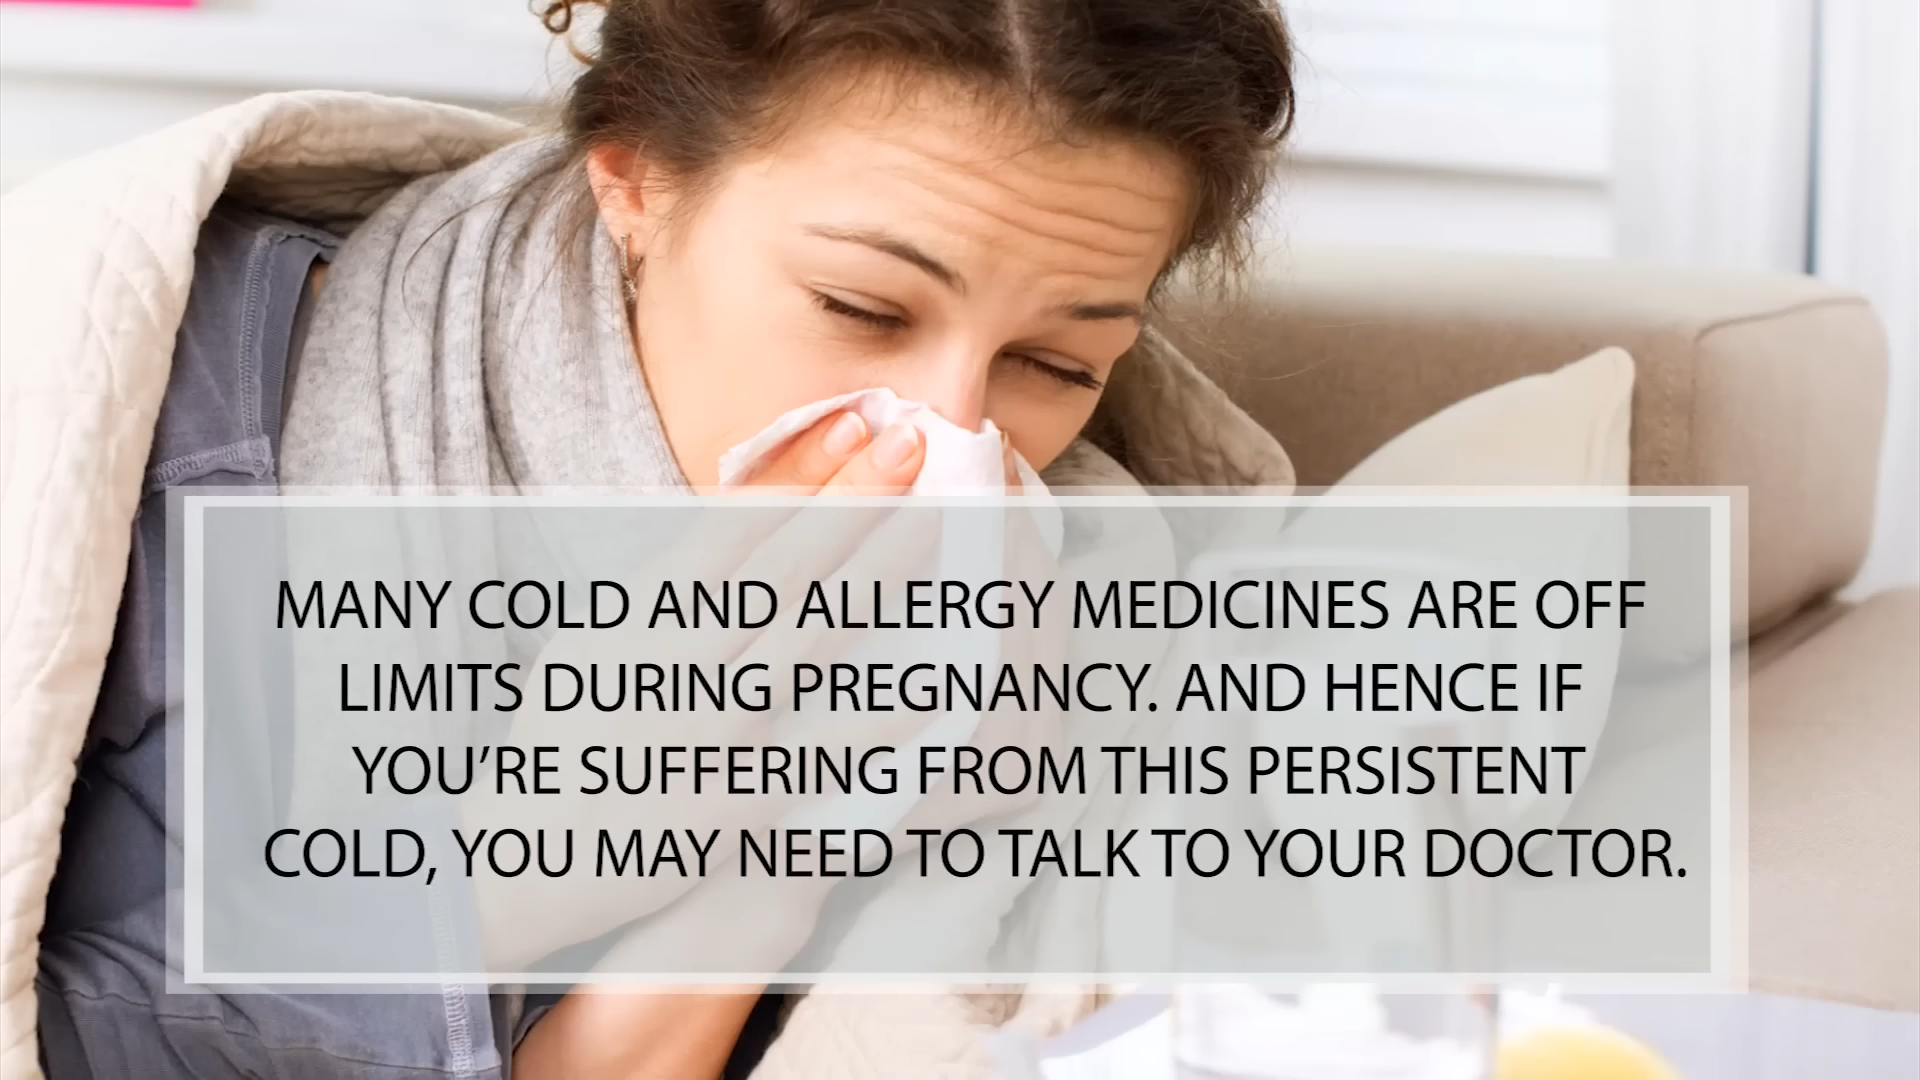 MANY COLD AND ALLERGY MEDICINES ARE OFF
LIMITS DURING PREGNANCY. AND HENCE IF
YOU’RE SUFFERING FROM THIS PERSISTENT
COLD, YOU MAY NEED TO TALK TO YOUR DOCTOR.